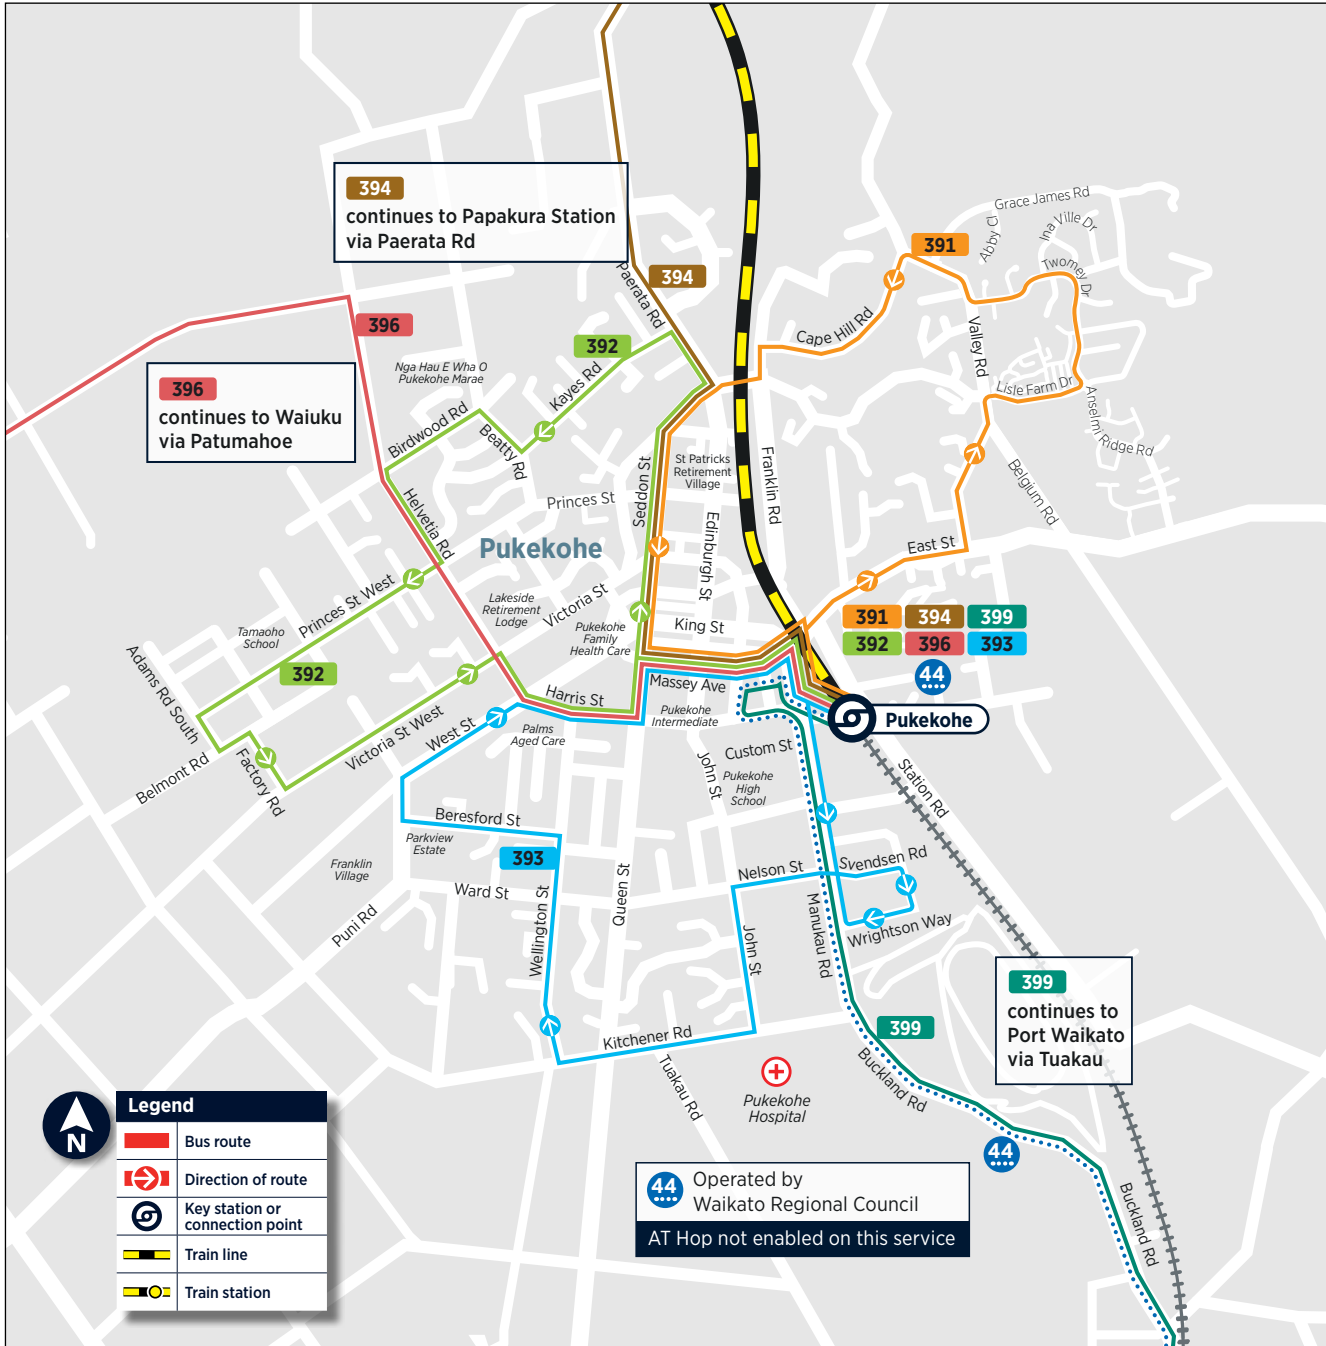 Grace James Rd
Abby Cl
Ina Ville Dr
Twomey Dr
391
394
continues to Papakura Station
via Paerata Rd
394
Paerata Rd
Cape Hill Rd
Valley Rd
396
392
Nga Hau E Wha O
Pukekohe Marae
Kayes Rd
Lisle Farm Dr
Anselmi Ridge Rd
396
continues to Waiuku
via Patumahoe
Birdwood Rd
Beatty Rd
St Patricks
Retirement
Village
Seddon St
Franklin Rd
Belgium Rd
Helvetia Rd
Princes St
Edinburgh St
Pukekohe
East St
Princes St West
Lakeside
Retirement
Lodge
Victoria St
Pukekohe
Family
Health Care
King St
391
394
399
392
396
393
44
Tamaoho
School
Adams Rd South
392
Harris St
Massey Ave
Pukekohe
Intermediate
Pukekohe
West St
Palms
Aged Care
Victoria St West
Belmont Rd
Factory Rd
Custom St
John St
Pukekohe
High
School
Station Rd
Beresford St
Parkview
Estate
393
Franklin
Village
Ward St
Nelson St
Svendsen Rd
Puni Rd
Wellington St
Queen St
John St
Manukau Rd
Wrightson Way
399
continues to
Port Waikato
via Tuakau
399
Kitchener Rd
Tuakau Rd
Buckland Rd
Pukekohe
Hospital
44
Buckland Rd
N
Legend
Bus route
Direction of route
Key station or
connection point
Train line
Train station
44
Operated by
Waikato Regional Council
AT Hop not enabled on this service